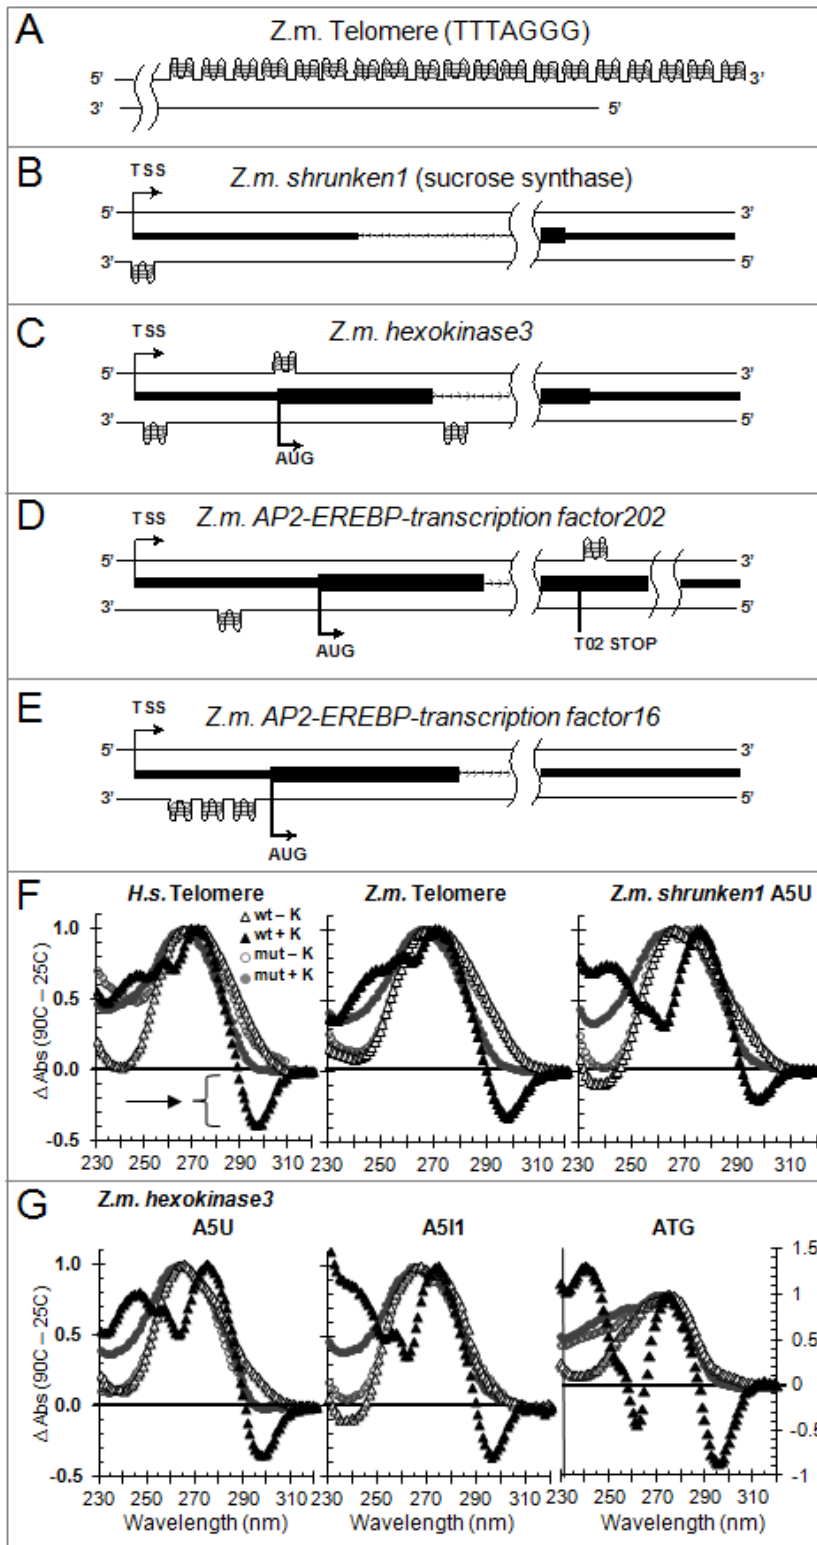 A
Z.m. Telomere (TTTAGGG)
5' 3'
3' 5'
B
TSS
Z.m. shrunken1 (sucrose synthase)
5' 3'
3' 5'
C
TSS
Z.m. hexokinase3
5' 3'
3' 5'
AUG
D
TSS
Z.m. AP2-EREBP-transcription factor202
5' 3'
3' 5'
AUG
T02 STOP
E
TSS
Z.m. AP2-EREBP-transcription factor16
5' 3'
3' 5'
AUG
F
H.s. Telomere
Z.m. Telomere
Z.m. shrunken1 A5U
wt – K
wt + K
mut – K
mut + K
Δ Abs (90C – 25C)
1.0
0.5
0.0
-0.5
230 250 270 290 310
230 250 270 290 310
230 250 270 290 310
G
Z.m. hexokinase3
A5U
A5I1
ATG
Δ Abs (90C – 25C)
1.0
0.5
0.0
-0.5
1.5
1
0.5
0
-0.5
-1
230 250 270 290 310
230 250 270 290 310
230 250 270 290 310
Wavelength (nm)
Wavelength (nm)
Wavelength (nm)